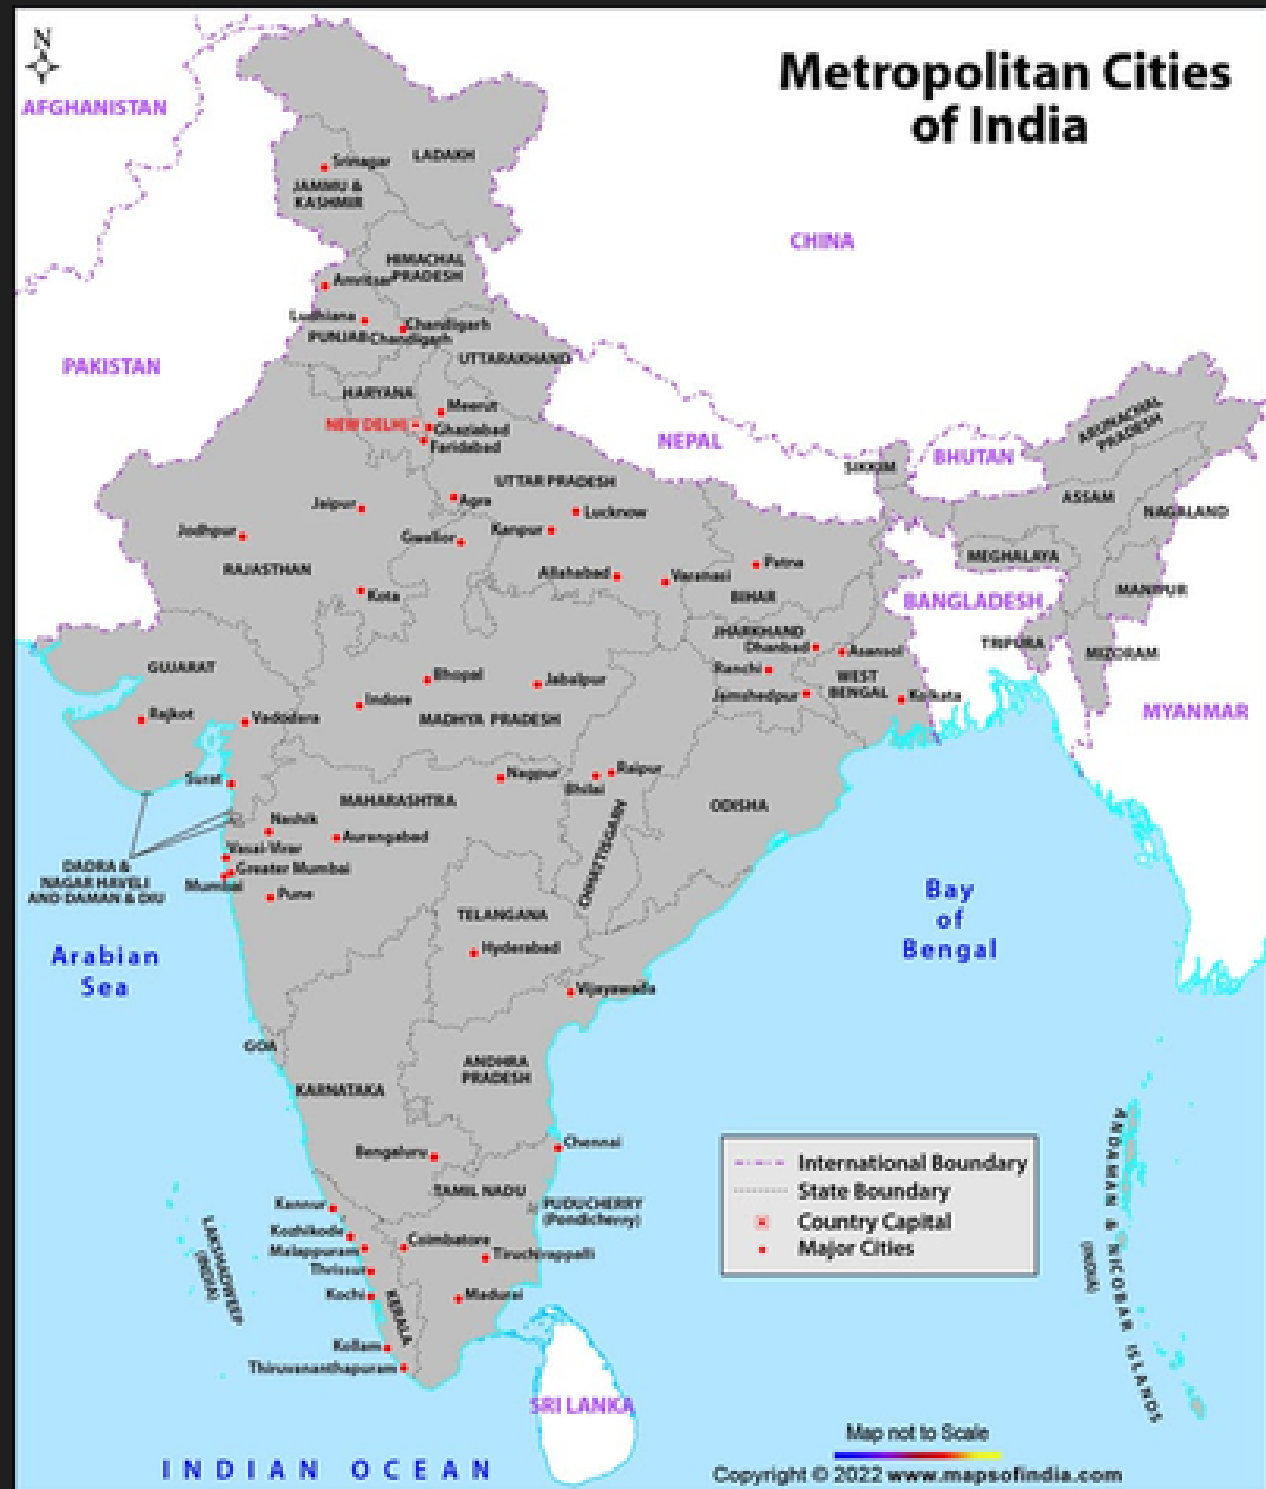 Metropolitan Cities
of India
N
AFGHANISTAN
Srinagar
LADAKH
JAMMU &
KASHMIR
CHINA
HIMACHAL
PRADESH
Amritsar
Ludhiana
Chandigarh
PUNJAB
Chandigarh
UTTARAKHAND
PAKISTAN
HARYANA
Meerut
NEW DELHI
Ghaziabad
Faridabad
NEPAL
SIKKIM
BHUTAN
ARUNACHAL
PRADESH
UTTAR PRADESH
ASSAM
NAGALAND
Jaipur
Agra
Lucknow
Jodhpur
Gwalior
Kanpur
MEGHALAYA
RAJASTHAN
Allahabad
Varanasi
Patna
MANIPUR
Kota
BIHAR
BANGLADESH
JHARKHAND
TRIPURA
Dhanbad
Asansol
MIZORAM
GUJARAT
Bhopal
Jabalpur
Ranchi
WEST
BENGAL
Indore
Jamshedpur
Kolkata
Rajkot
Vadodara
MADHYA PRADESH
MYANMAR
Surat
Nagpur
Raipur
Bhilai
MAHARASHTRA
ODISHA
Nashik
Aurangabad
CHHATTISGARH
Vasai-Virar
DADRA &
NAGAR HAVELI
AND DAMAN & DIU
Greater Mumbai
Mumbai
Pune
Bay
of
Bengal
TELANGANA
Hyderabad
Arabian
Sea
Vijayawada
GOA
ANDHRA
PRADESH
KARNATAKA
Chennai
Bengaluru
TAMIL NADU
PUDUCHERRY
(Pondicherry)
Kannur
Kozhikode
Malappuram
Coimbatore
Tiruchirappalli
Thrissur
Kochi
Madurai
KERALA
Kollam
Thiruvananthapuram
LAKSHADWEEP
(INDIA)
International Boundary
State Boundary
Country Capital
Major Cities
ANDAMAN & NICOBAR ISLANDS
(INDIA)
SRI LANKA
INDIAN OCEAN
Map not to Scale
Copyright © 2022 www.mapsofindia.com